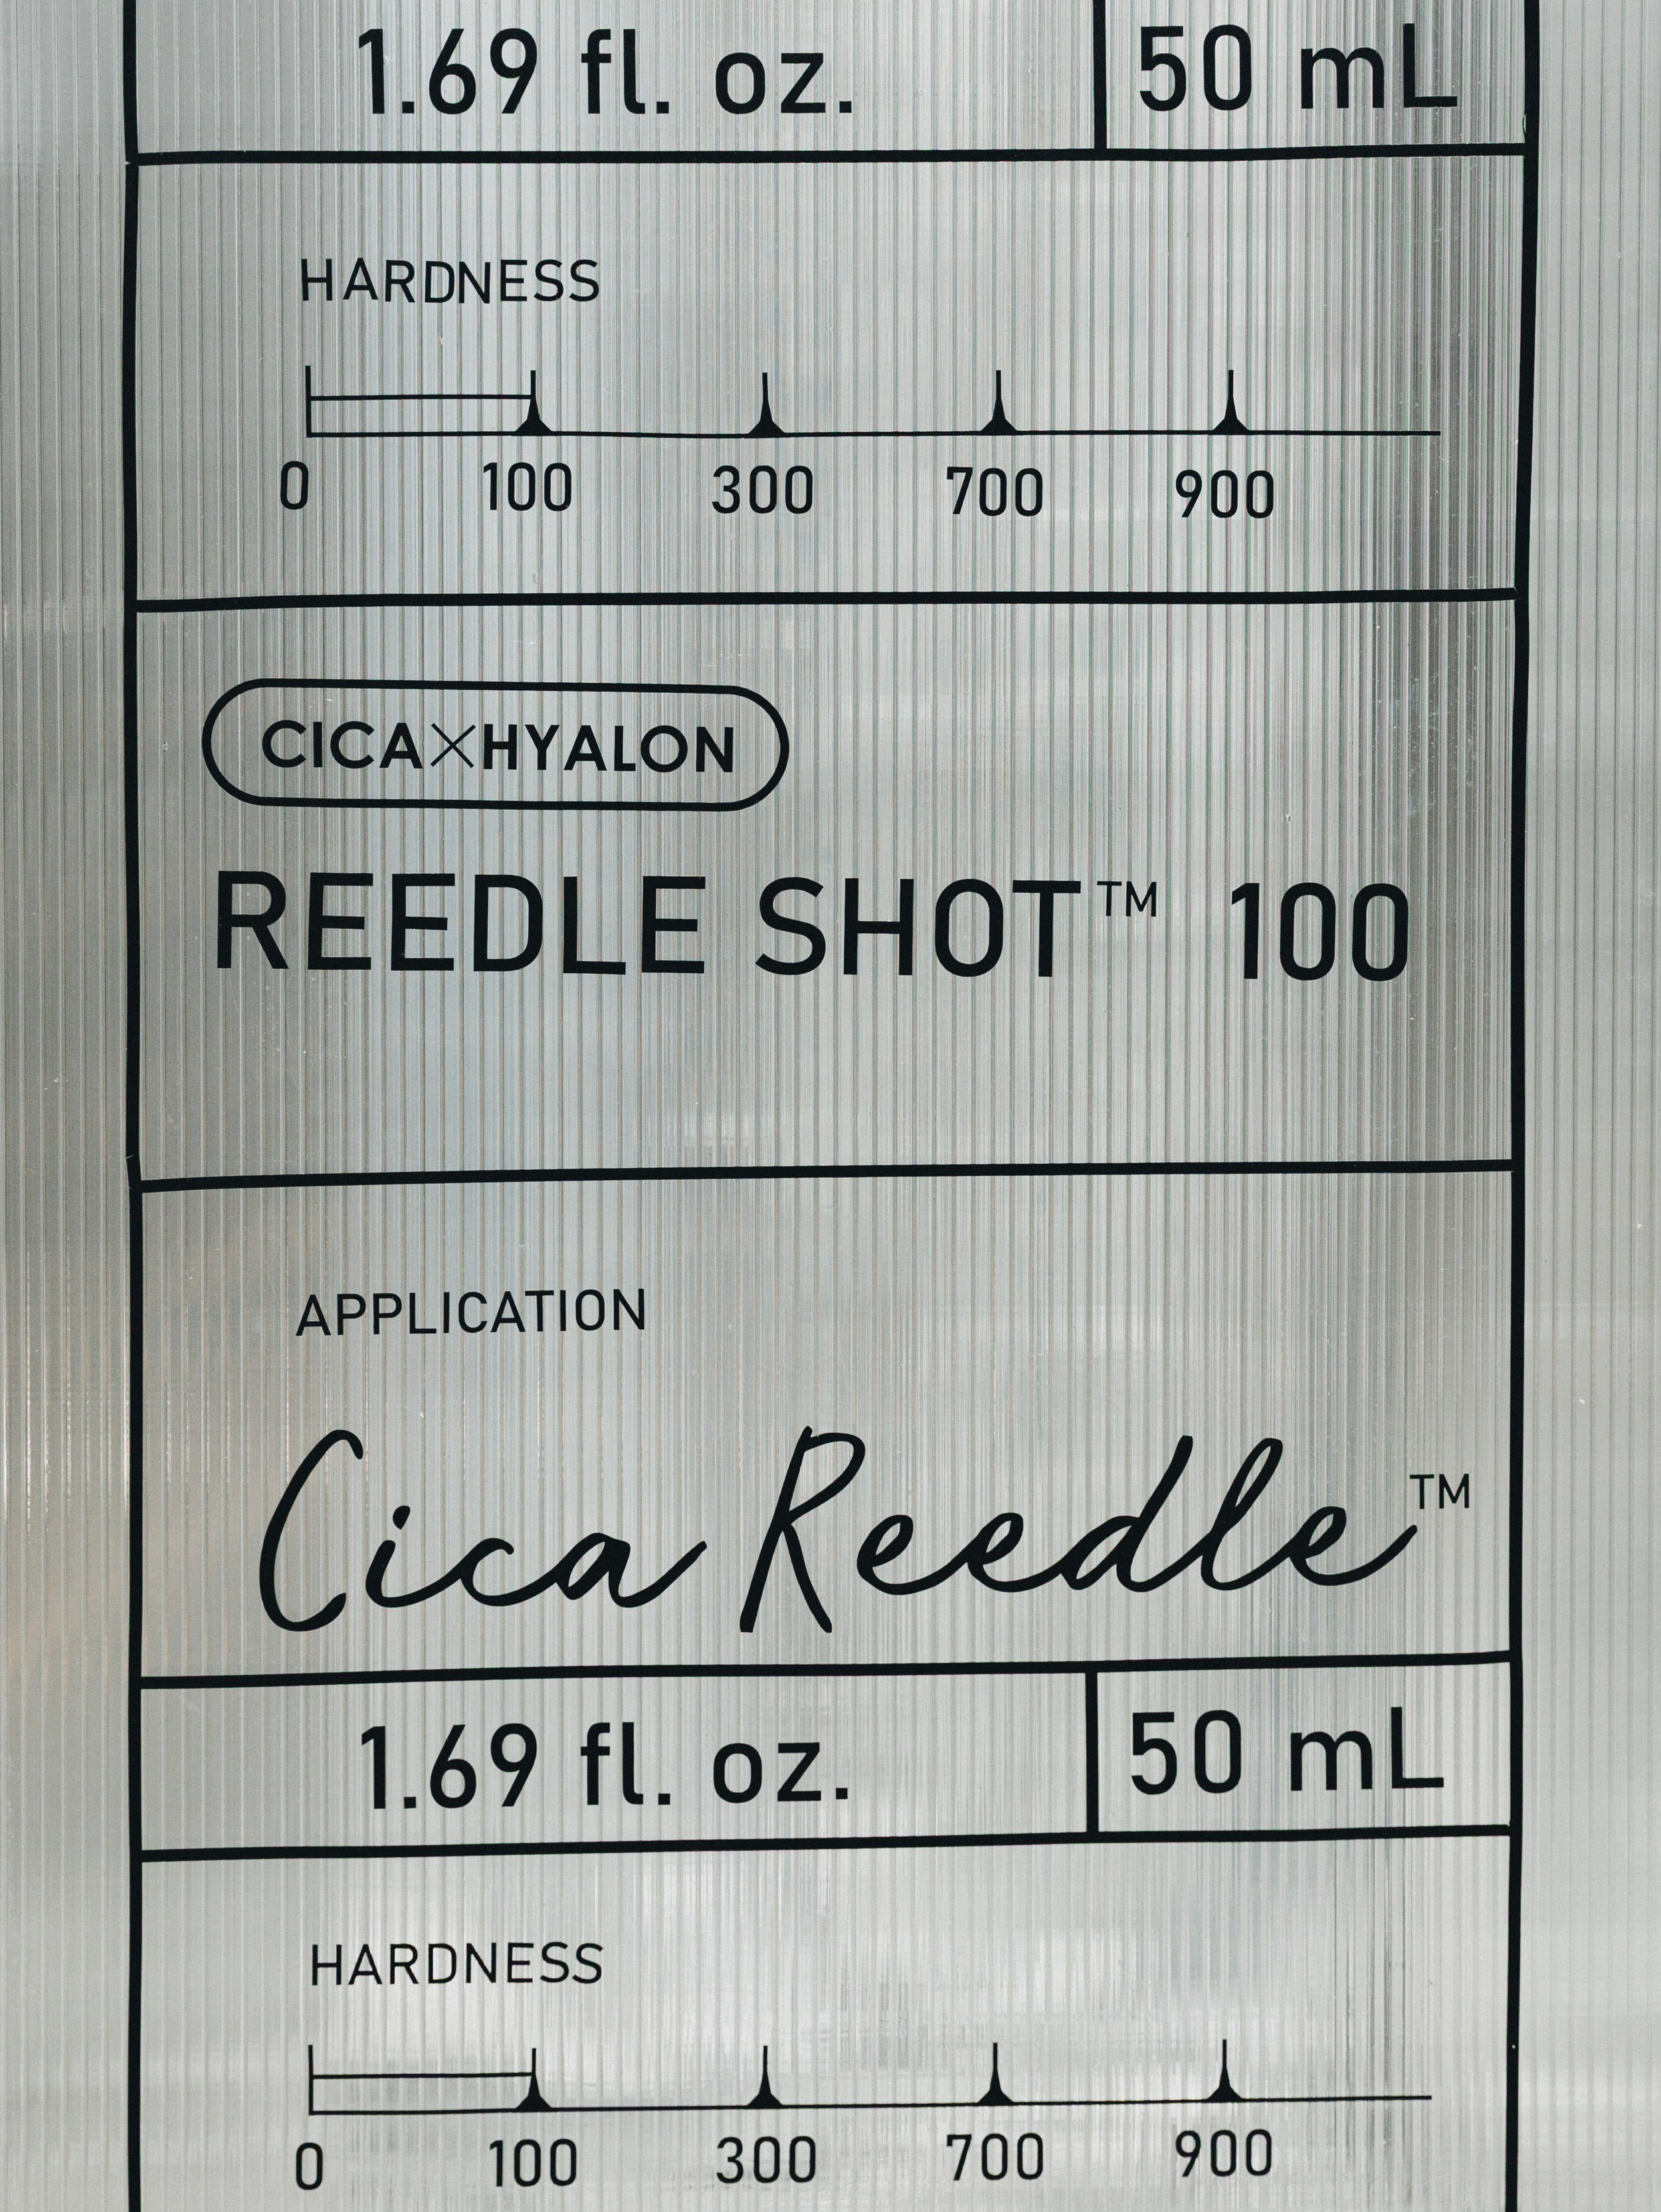 1.69 fl. oz. 50 mL
HARDNESS
0 100 300 700 900
CICA×HYALON
REEDLE SHOT™ 100
APPLICATION
Cica Reedle™
1.69 fl. oz. 50 mL
HARDNESS
0 100 300 700 900